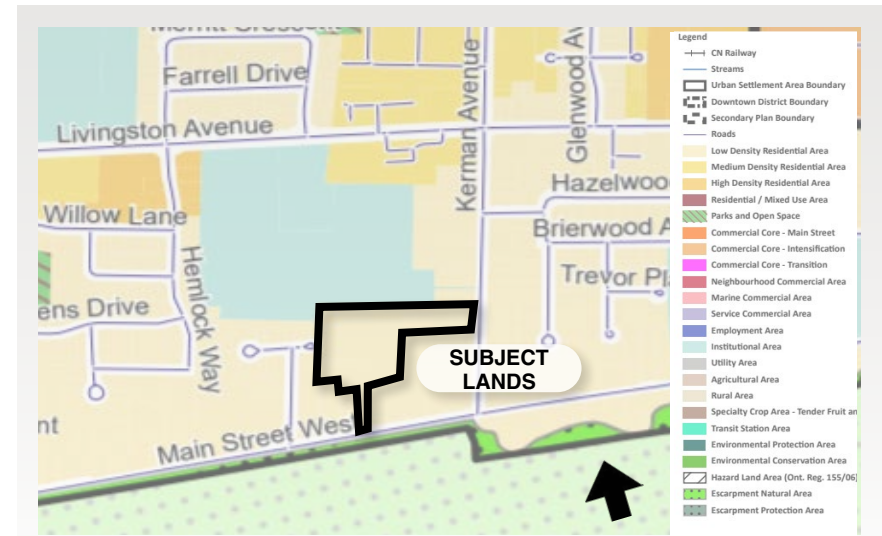 Merritt Crescent
Farrell Drive
Livingston Avenue
Kerman Avenue
Glenwood Av
Hazelwoo
Willow Lane
Brierwood A
Hemlock Way
Trevor Pl
ens Drive
SUBJECT
LANDS
nt
Main Street West
Legend
CN Railway
Streams
Urban Settlement Area Boundary
Downtown District Boundary
Secondary Plan Boundary
Roads
Low Density Residential Area
Medium Density Residential Area
High Density Residential Area
Residential / Mixed Use Area
Parks and Open Space
Commercial Core - Main Street
Commercial Core - Intensification
Commercial Core - Transition
Neighbourhood Commercial Area
Marine Commercial Area
Service Commercial Area
Employment Area
Institutional Area
Utility Area
Agricultural Area
Rural Area
Specialty Crop Area - Tender Fruit an
Transit Station Area
Environmental Protection Area
Environmental Conservation Area
Hazard Land Area (Ont. Reg. 155/06)
Escarpment Natural Area
Escarpment Protection Area